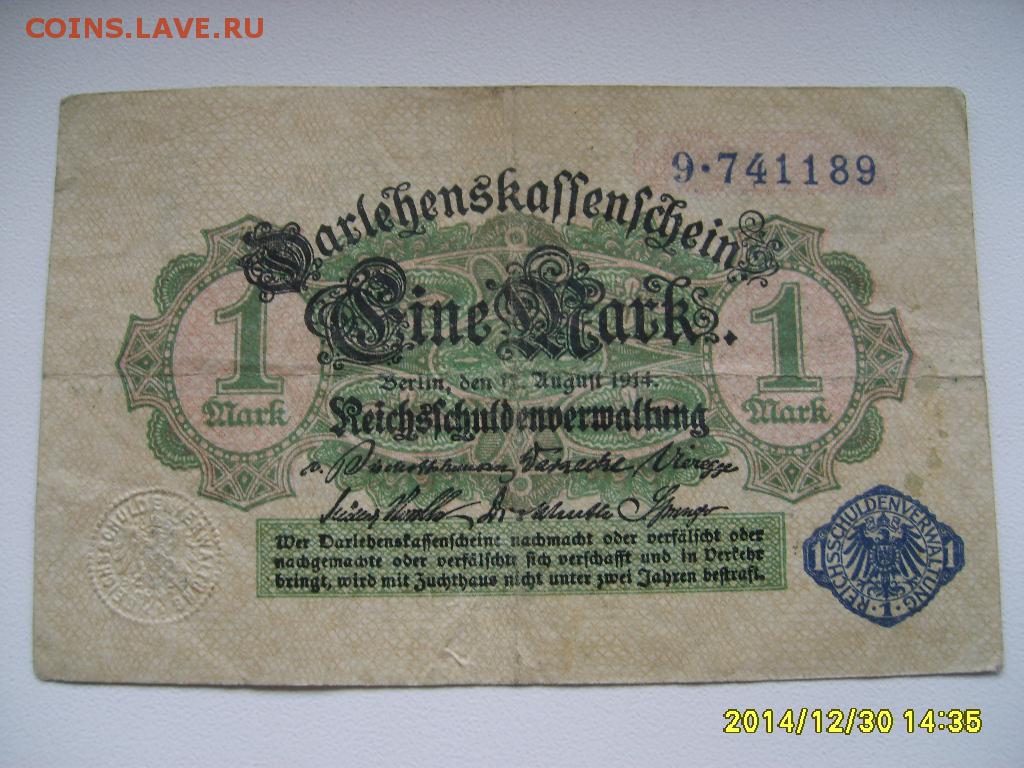 COINS.LAVE.RU
9·741189
Darlehenskassenschein
Eine Mark.
1 Mark
1 Mark
Berlin, den 12. August 1914.
Reichsschuldenverwaltung
Wer Darlehenskassenscheine nachmacht oder verfälscht oder
nachgemachte oder verfälschte sich verschafft und in Verkehr
bringt, wird mit Zuchthaus nicht unter zwei Jahren bestraft.
REICHSSCHULDENVERWALTUNG
1 1
·1·
2014/12/30 14:35